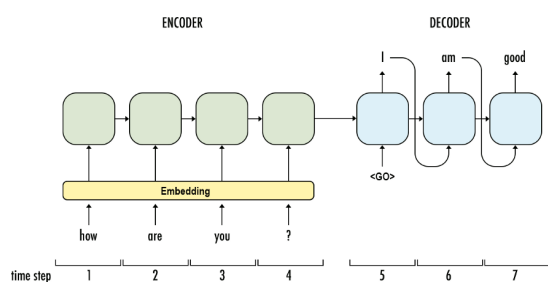 ENCODER DECODER
I am good
<GO>
Embedding
how are you ?
time step 1 2 3 4 5 6 7